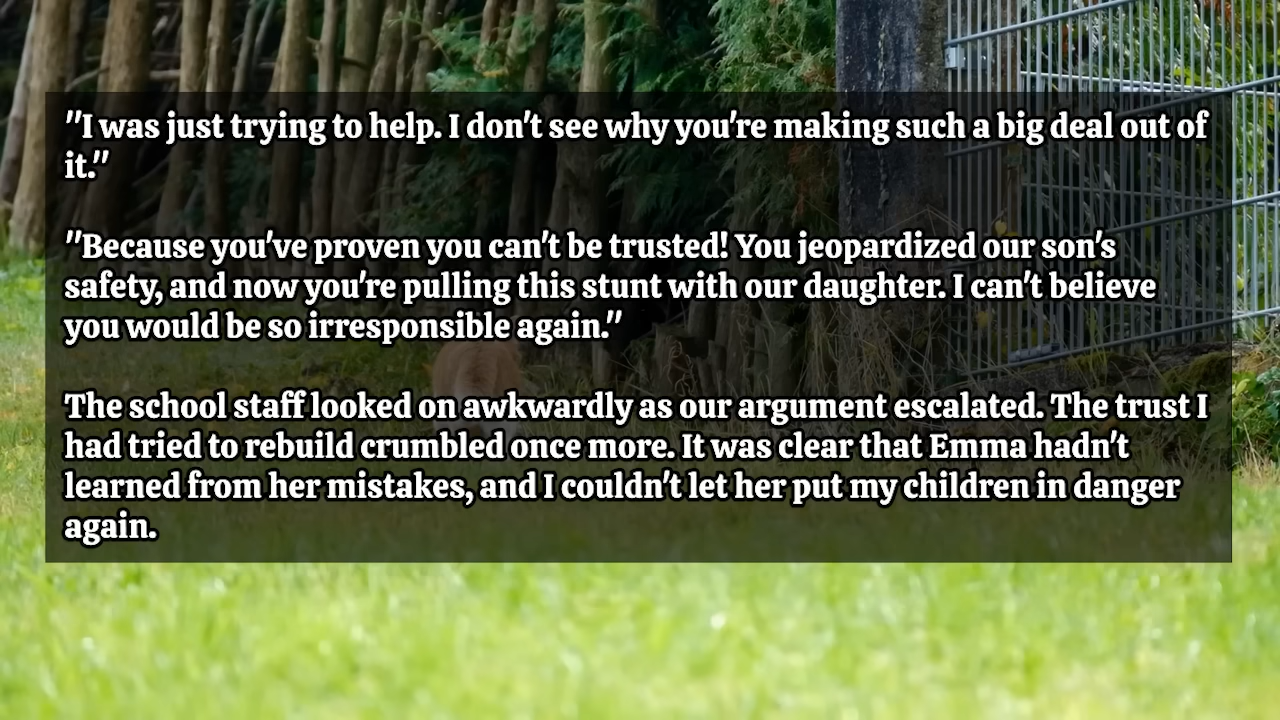 "I was just trying to help. I don't see why you're making such a big deal out of
it."
"Because you've proven you can't be trusted! You jeopardized our son's
safety, and now you're pulling this stunt with our daughter. I can't believe
you would be so irresponsible again."
The school staff looked on awkwardly as our argument escalated. The trust I
had tried to rebuild crumbled once more. It was clear that Emma hadn't
learned from her mistakes, and I couldn't let her put my children in danger
again.